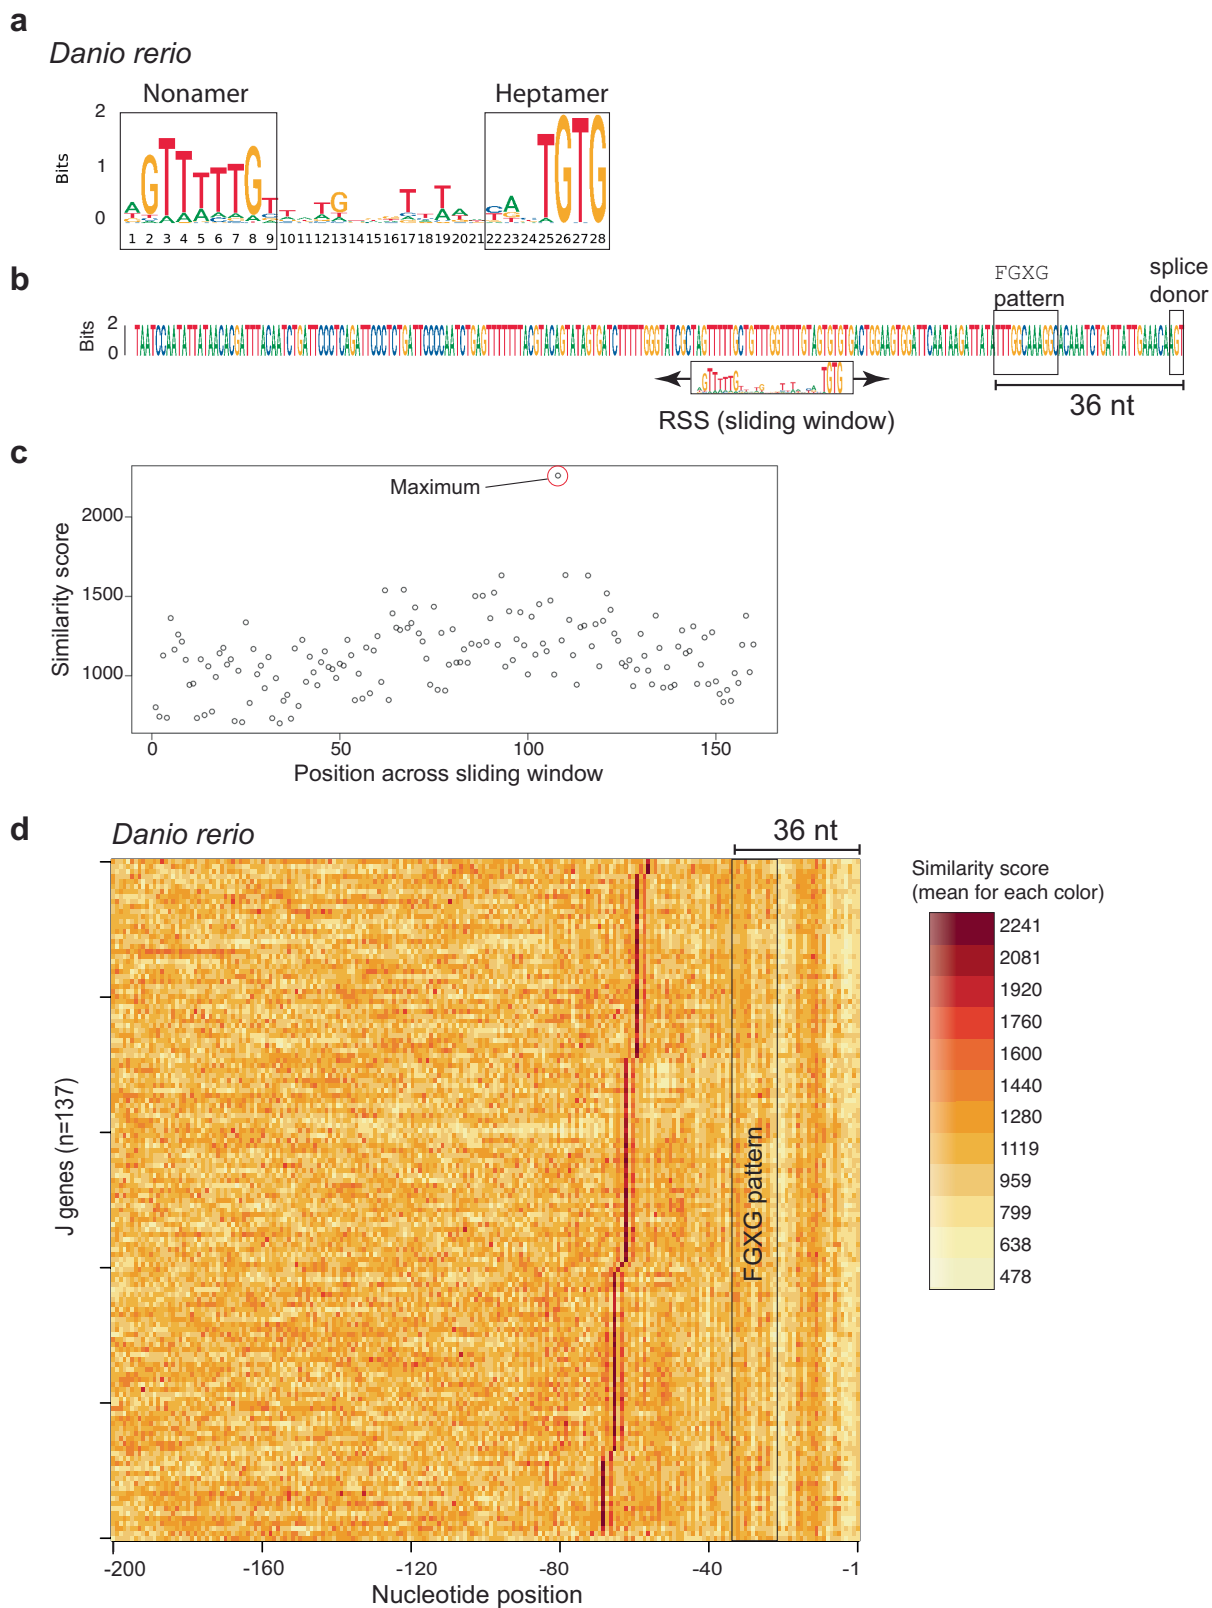 a
Danio rerio
Nonamer
Heptamer
2
1
0
Bits
1 2 3 4 5 6 7 8 9 10 11 12 13 14 15 16 17 18 19 20 21 22 23 24 25 26 27 28
b
FGXG
pattern
splice
donor
Bits
2
0
36 nt
RSS (sliding window)
c
Maximum
2000
1500
1000
Similarity score
0 50 100 150
Position across sliding window
d
Danio rerio
36 nt
J genes (n=137)
FGXG pattern
-200 -160 -120 -80 -40 -1
Nucleotide position
Similarity score
(mean for each color)
2241
2081
1920
1760
1600
1440
1280
1119
959
799
638
478